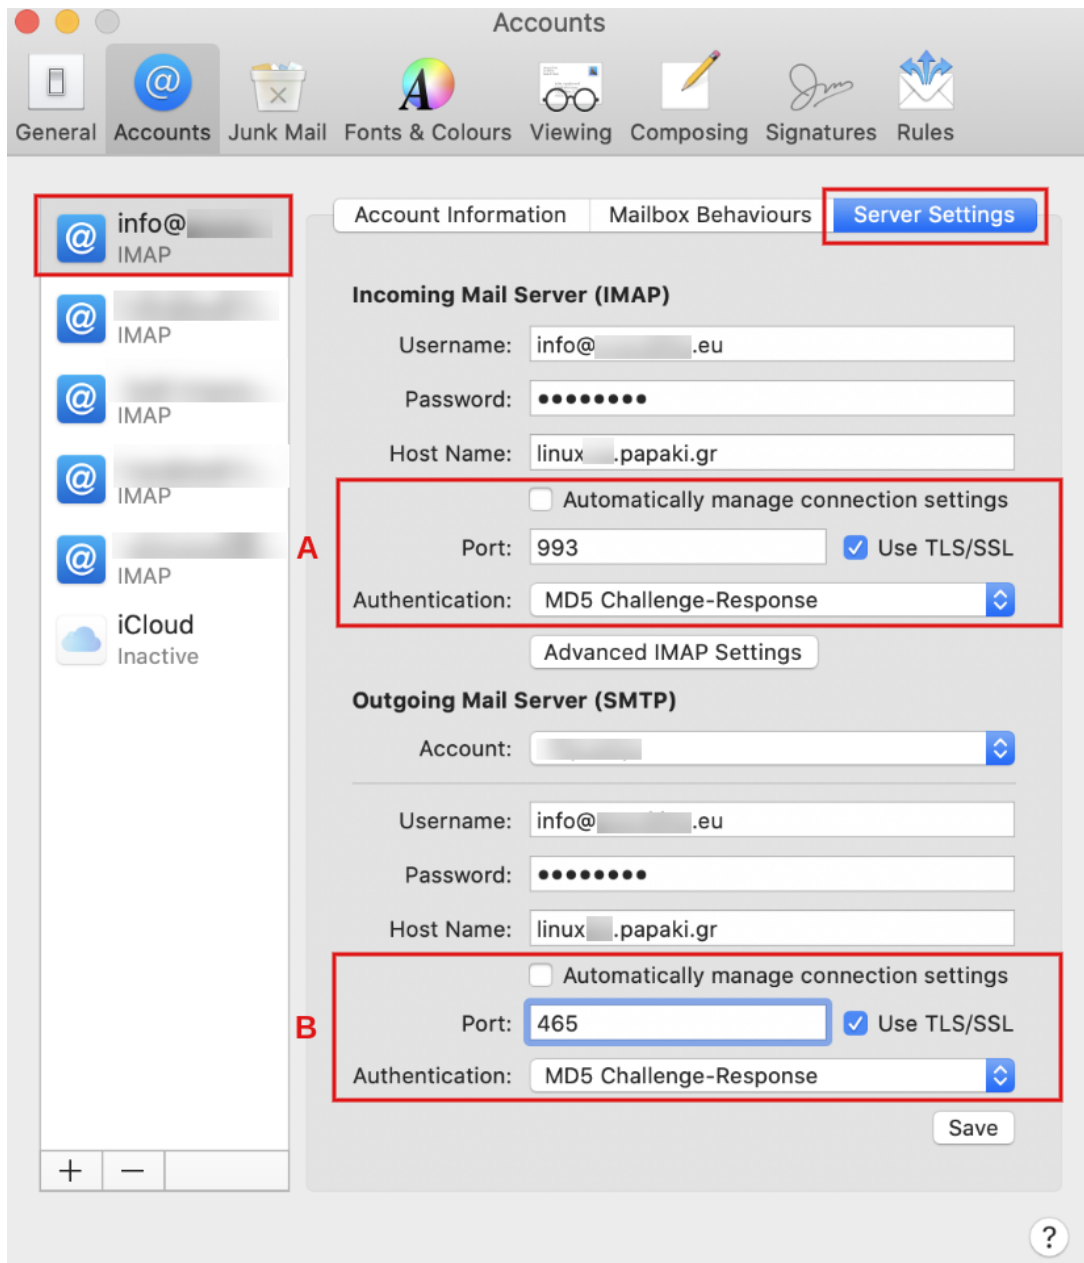 Accounts
General Accounts Junk Mail Fonts & Colours Viewing Composing Signatures Rules
info@
IMAP
IMAP
IMAP
IMAP
IMAP
iCloud
Inactive
Account Information Mailbox Behaviours Server Settings
Incoming Mail Server (IMAP)
Username: info@ .eu
Password: ••••••••
Host Name: linux .papaki.gr
Automatically manage connection settings
A
Port: 993 Use TLS/SSL
Authentication: MD5 Challenge-Response
Advanced IMAP Settings
Outgoing Mail Server (SMTP)
Account:
Username: info@ .eu
Password: ••••••••
Host Name: linux .papaki.gr
Automatically manage connection settings
B
Port: 465 Use TLS/SSL
Authentication: MD5 Challenge-Response
Save
+ −
?